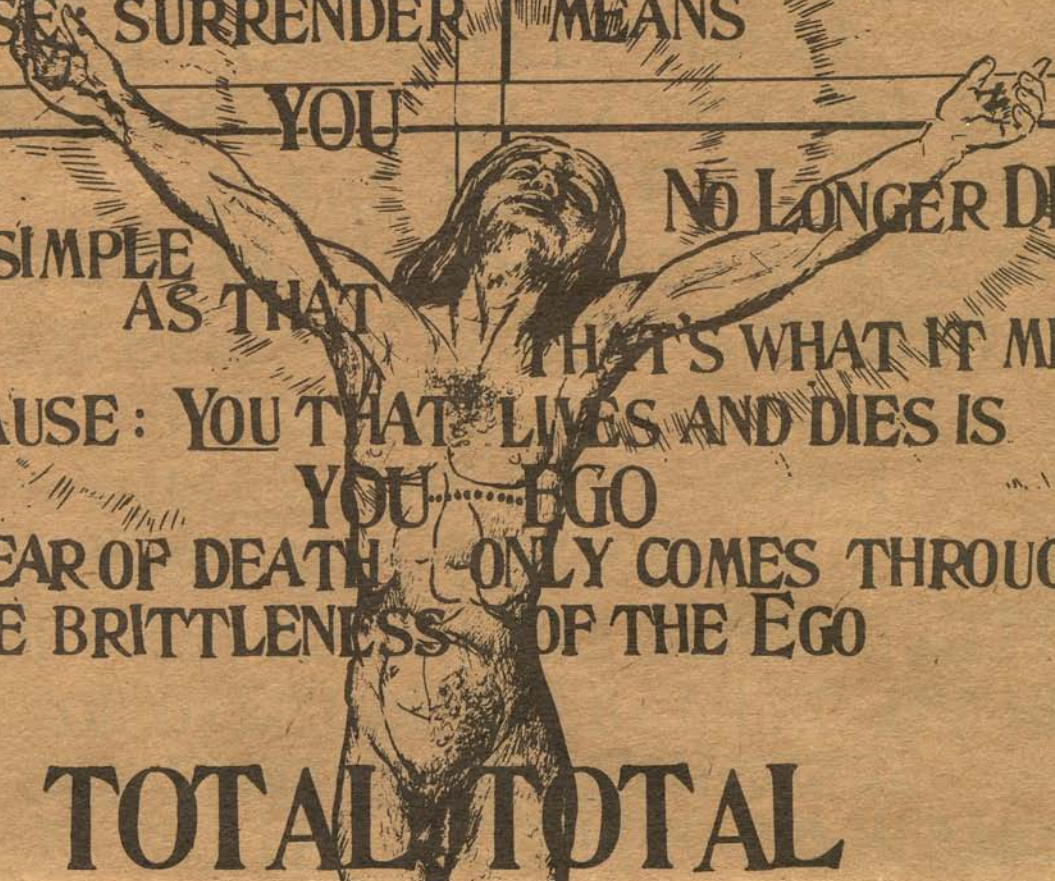 SE: SURRENDER MEANS
YOU
NO LONGER D
SIMPLE
AS THAT
THAT'S WHAT IT M
AUSE: YOU THAT LIVES AND DIES IS
YOU EGO
EAR OF DEATH ONLY COMES THROUG
E BRITTLENESS OF THE EGO
TOTAL TOTAL